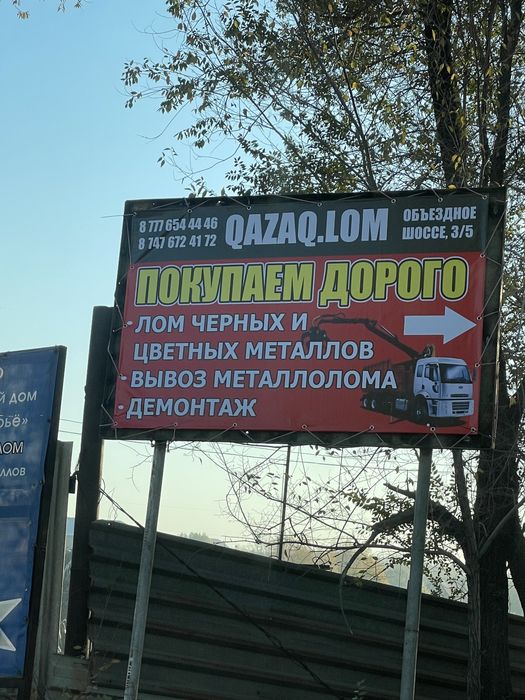 8 777 654 44 46
8 747 672 41 72
QAZAQ.LOM
ОБЪЕЗДНОЕ
ШОССЕ, 3/5
ПОКУПАЕМ ДОРОГО
• ЛОМ ЧЕРНЫХ И
ЦВЕТНЫХ МЕТАЛЛОВ
• ВЫВОЗ МЕТАЛЛОЛОМА
• ДЕМОНТАЖ
ДОМ